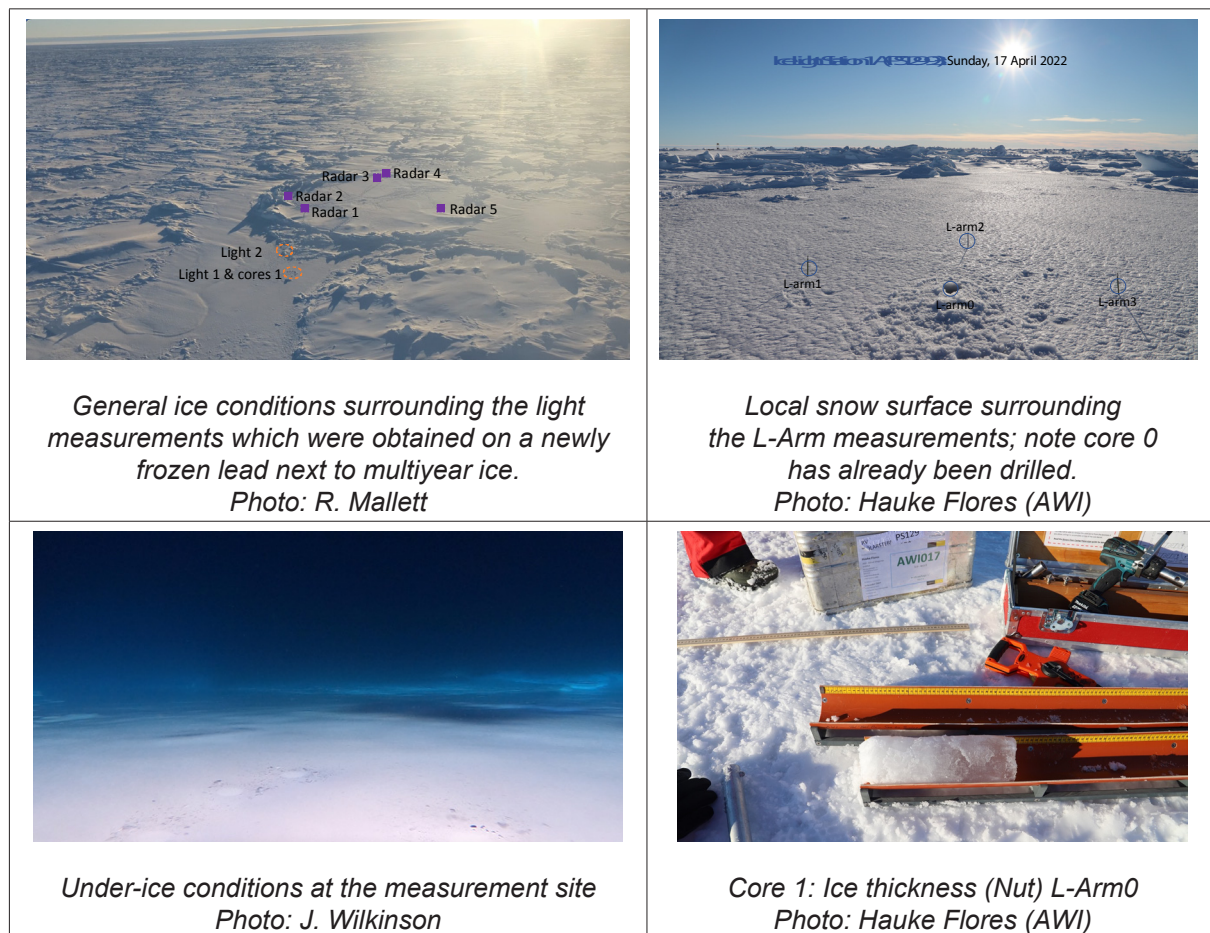 Radar 3
Radar 4
Radar 2
Radar 1
Radar 5
Light 2
Light 1 & cores 1
Sunday, 17 April 2022
L-arm2
L-arm1
L-arm0
L-arm3
General ice conditions surrounding the light
measurements which were obtained on a newly
frozen lead next to multiyear ice.
Photo: R. Mallett
Local snow surface surrounding
the L-Arm measurements; note core 0
has already been drilled.
Photo: Hauke Flores (AWI)
PS129
AWI017
Under-ice conditions at the measurement site
Photo: J. Wilkinson
Core 1: Ice thickness (Nut) L-Arm0
Photo: Hauke Flores (AWI)